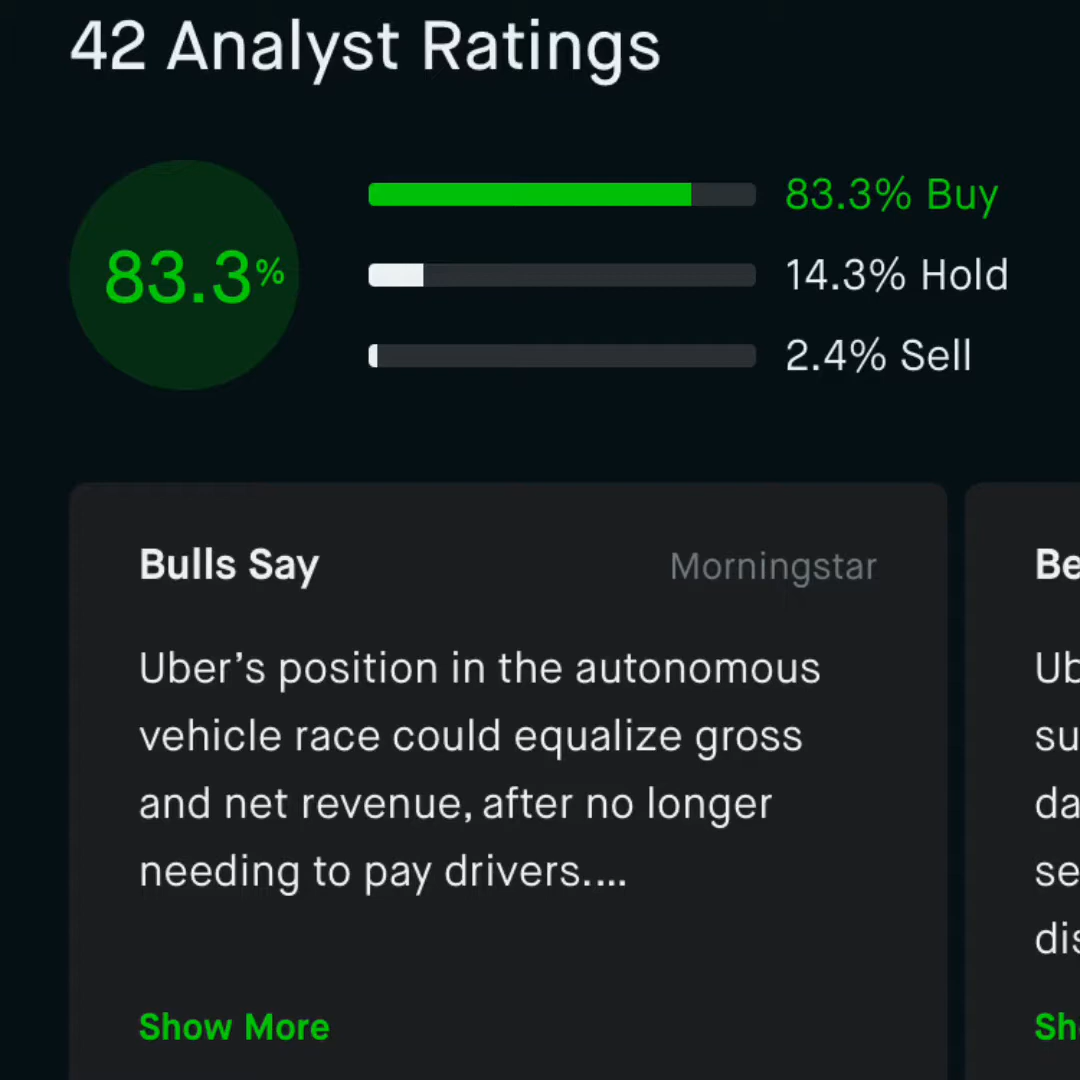 42 Analyst Ratings
83.3%
83.3% Buy
14.3% Hold
2.4% Sell
Bulls Say
Morningstar
Uber’s position in the autonomous
vehicle race could equalize gross
and net revenue, after no longer
needing to pay drivers....
Show More